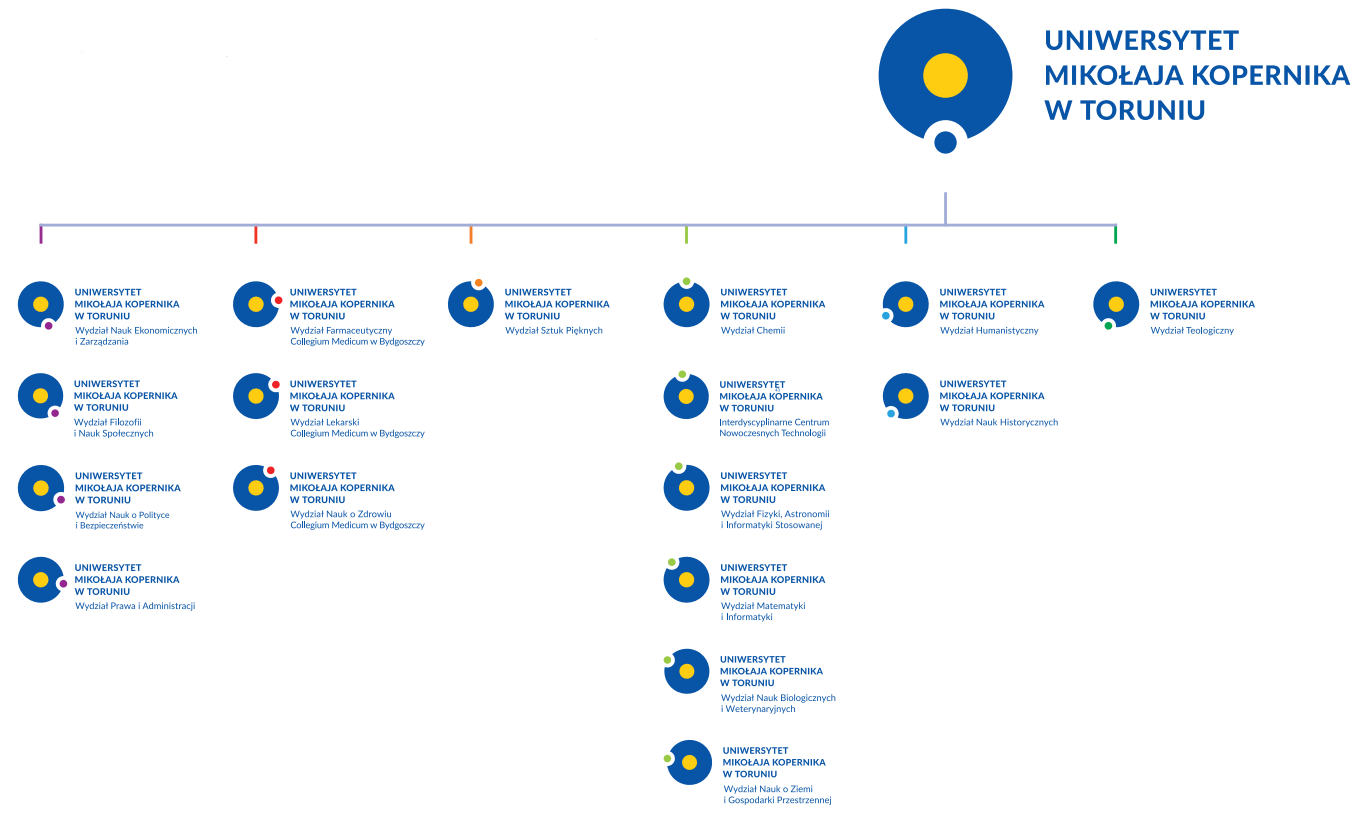 UNIWERSYTET
MIKOŁAJA KOPERNIKA
W TORUNIU
UNIWERSYTET
MIKOŁAJA KOPERNIKA
W TORUNIU
Wydział Nauk Ekonomicznych
i Zarządzania
UNIWERSYTET
MIKOŁAJA KOPERNIKA
W TORUNIU
Wydział Filozofii
i Nauk Społecznych
UNIWERSYTET
MIKOŁAJA KOPERNIKA
W TORUNIU
Wydział Nauk o Polityce
i Bezpieczeństwie
UNIWERSYTET
MIKOŁAJA KOPERNIKA
W TORUNIU
Wydział Prawa i Administracji
UNIWERSYTET
MIKOŁAJA KOPERNIKA
W TORUNIU
Wydział Farmaceutyczny
Collegium Medicum w Bydgoszczy
UNIWERSYTET
MIKOŁAJA KOPERNIKA
W TORUNIU
Wydział Lekarski
Collegium Medicum w Bydgoszczy
UNIWERSYTET
MIKOŁAJA KOPERNIKA
W TORUNIU
Wydział Nauk o Zdrowiu
Collegium Medicum w Bydgoszczy
UNIWERSYTET
MIKOŁAJA KOPERNIKA
W TORUNIU
Wydział Sztuk Pięknych
UNIWERSYTET
MIKOŁAJA KOPERNIKA
W TORUNIU
Wydział Chemii
UNIWERSYTET
MIKOŁAJA KOPERNIKA
W TORUNIU
Interdyscyplinarne Centrum
Nowoczesnych Technologii
UNIWERSYTET
MIKOŁAJA KOPERNIKA
W TORUNIU
Wydział Fizyki, Astronomii
i Informatyki Stosowanej
UNIWERSYTET
MIKOŁAJA KOPERNIKA
W TORUNIU
Wydział Matematyki
i Informatyki
UNIWERSYTET
MIKOŁAJA KOPERNIKA
W TORUNIU
Wydział Nauk Biologicznych
i Weterynaryjnych
UNIWERSYTET
MIKOŁAJA KOPERNIKA
W TORUNIU
Wydział Nauk o Ziemi
i Gospodarki Przestrzennej
UNIWERSYTET
MIKOŁAJA KOPERNIKA
W TORUNIU
Wydział Humanistyczny
UNIWERSYTET
MIKOŁAJA KOPERNIKA
W TORUNIU
Wydział Nauk Historycznych
UNIWERSYTET
MIKOŁAJA KOPERNIKA
W TORUNIU
Wydział Teologiczny